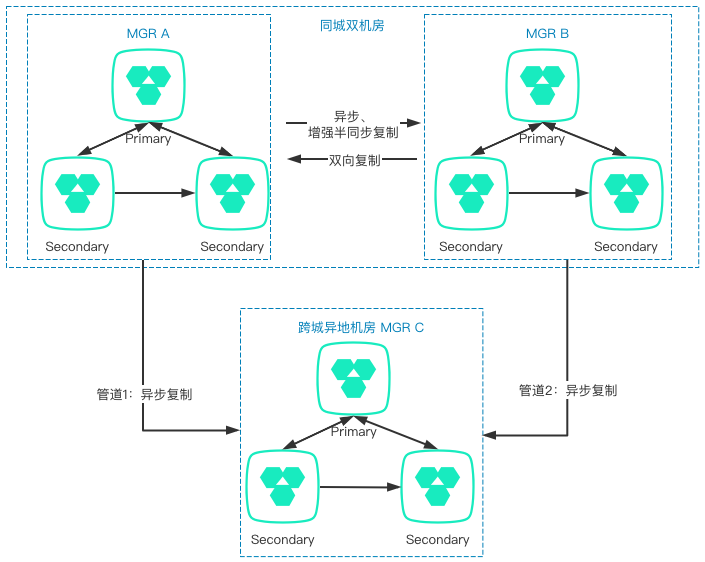 同城双机房
MGR A
MGR B
Primary
Secondary
Secondary
异步、
增强半同步复制
双向复制
Primary
Secondary
Secondary
管道1：异步复制
管道2：异步复制
跨城异地机房 MGR C
Primary
Secondary
Secondary